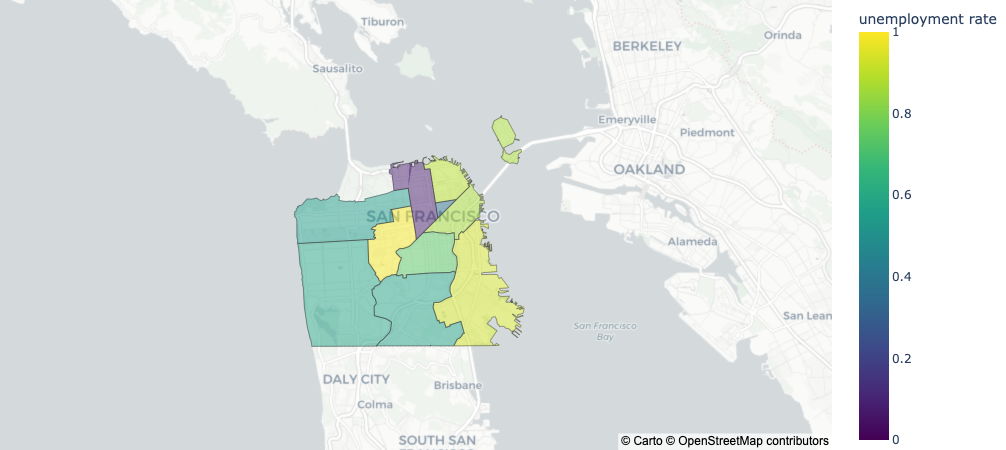 Tiburon
BERKELEY
Orinda
Sausalito
Emeryville
Piedmont
OAKLAND
SAN FRANCISCO
Alameda
San Lean
San Francisco
Bay
DALY CITY
Brisbane
Colma
SOUTH SAN
© Carto © OpenStreetMap contributors
unemployment rate
1
0.8
0.6
0.4
0.2
0